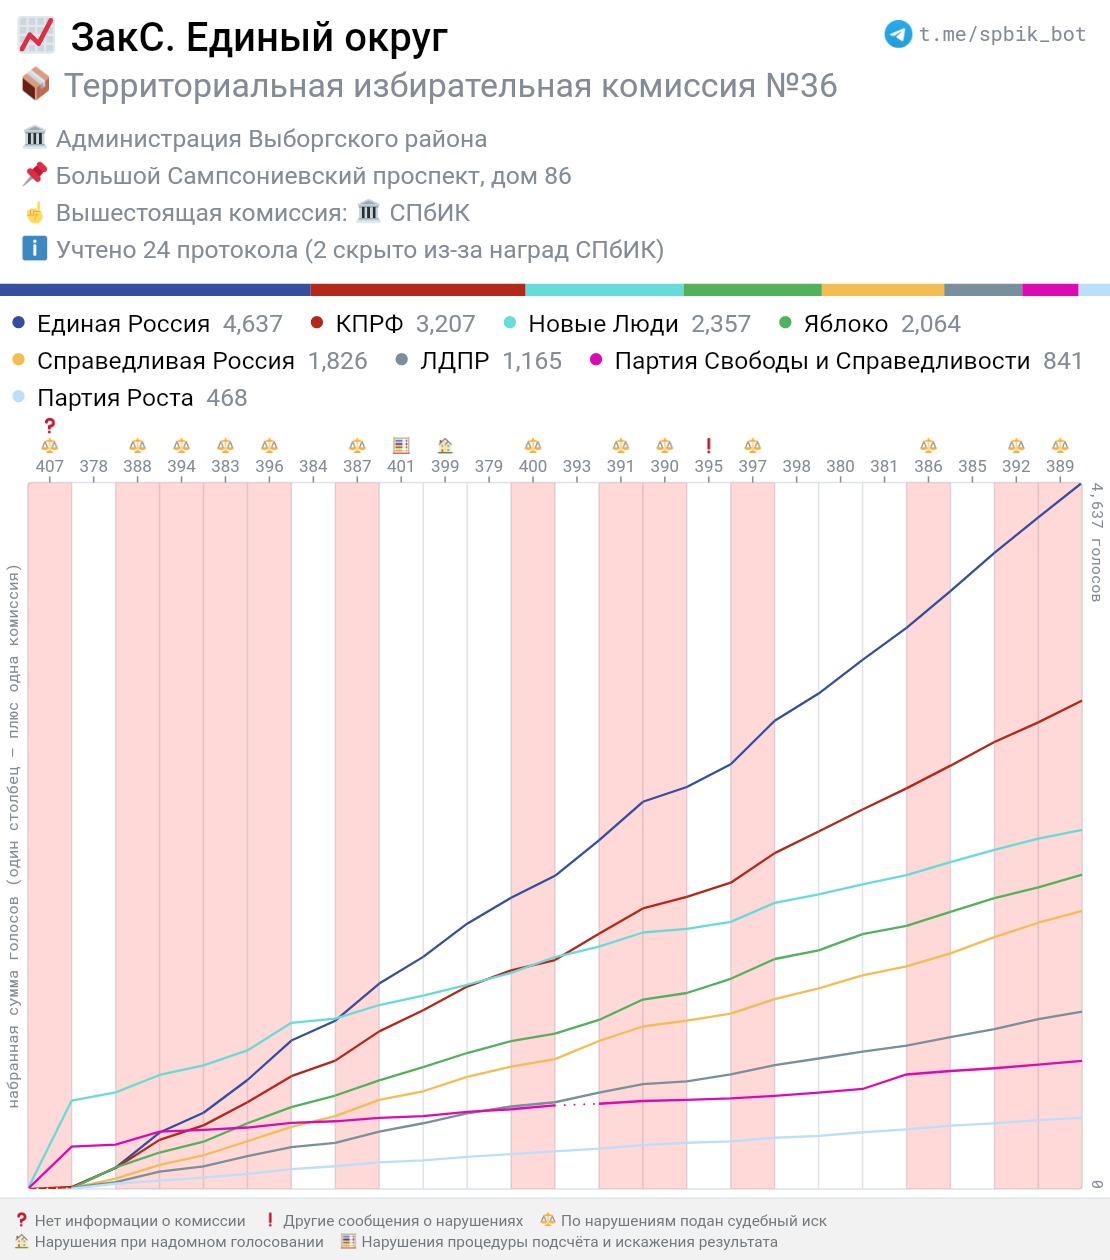 ЗакС. Единый округ
t.me/spbik_bot
Территориальная избирательная комиссия №36
Администрация Выборгского района
Большой Сампсониевский проспект, дом 86
Вышестоящая комиссия: СПбИК
Учтено 24 протокола (2 скрыто из-за наград СПбИК)
Единая Россия 4,637 КПРФ 3,207 Новые Люди 2,357 Яблоко 2,064
Справедливая Россия 1,826 ЛДПР 1,165 Партия Свободы и Справедливости 841
Партия Роста 468
407 378 388 394 383 396 384 387 401 399 379 400 393 391 390 395 397 398 380 381 386 385 392 389
4,637 голосов
набранная сумма голосов (один столбец — плюс одна комиссия)
0
Нет информации о комиссии Другие сообщения о нарушениях По нарушениям подан судебный иск
Нарушения при надомном голосовании Нарушения процедуры подсчёта и искажения результата